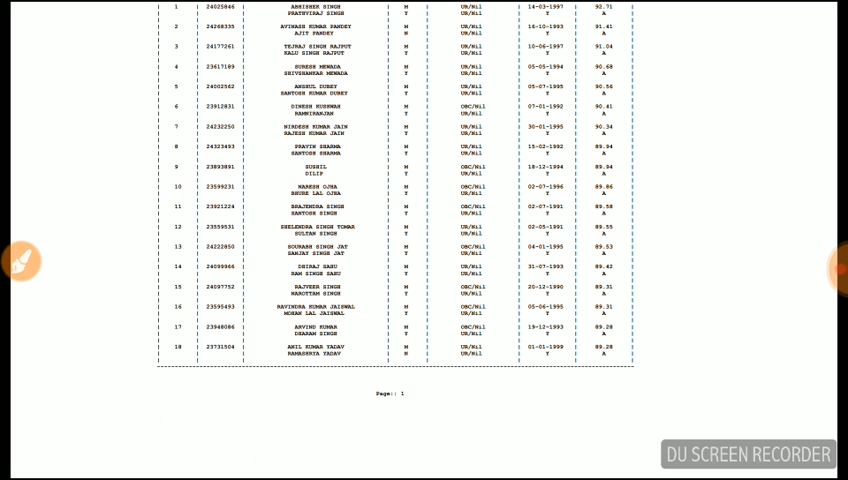 1 24025846 ABHISHEK SINGH M UR/Nil 14-03-1997 92.71
PRATHVIRAJ SINGH Y UR/Nil Y A
2 24268335 AVINASH KUMAR PANDEY M UR/Nil 16-10-1993 91.41
AJIT PANDEY N UR/Nil Y A
3 24177261 TEJRAJ SINGH RAJPUT M UR/Nil 10-06-1997 91.04
KALU SINGH RAJPUT Y UR/Nil Y A
4 23617189 SURESH MEWADA M UR/Nil 05-05-1994 90.68
SHIVSHANKAR MEWADA Y UR/Nil Y A
5 24002562 ANSHUL DUBEY M UR/Nil 05-07-1995 90.56
SANTOSH KUMAR DUBEY Y UR/Nil Y A
6 23912831 DINESH KUSHWAH M OBC/Nil 07-01-1992 90.41
RAMNIRANJAN Y UR/Nil Y A
7 24232250 NIRDESH KUMAR JAIN M UR/Nil 30-01-1995 90.34
RAJESH KUMAR JAIN Y UR/Nil Y A
8 24323493 PRAVIN SHARMA M UR/Nil 15-02-1992 89.94
SANTOSH SHARMA Y UR/Nil Y A
9 23893891 SUSHIL M OBC/Nil 18-12-1994 89.94
DILIP Y UR/Nil Y A
10 23599231 NARESH OJHA M OBC/Nil 02-07-1996 89.86
BHURE LAL OJHA Y UR/Nil Y A
11 23921224 BRAJENDRA SINGH M OBC/Nil 02-07-1991 89.58
SANTOSH SINGH Y UR/Nil Y A
12 23559531 SHELENDRA SINGH TOMAR M UR/Nil 02-05-1991 89.55
SULTAN SINGH Y UR/Nil Y A
13 24222850 SOURABH SINGH JAT M OBC/Nil 04-01-1995 89.53
SANJAY SINGH JAT Y UR/Nil Y A
14 24099966 DHIRAJ SAHU M UR/Nil 31-07-1993 89.42
RAM SINGH SAHU Y UR/Nil Y A
15 24097752 RAJVEER SINGH M OBC/Nil 20-12-1990 89.31
NAROTTAM SINGH Y UR/Nil Y A
16 23595493 RAVINDRA KUMAR JAISWAL M OBC/Nil 05-06-1995 89.31
MOHAN LAL JAISWAL Y UR/Nil Y A
17 23948086 ARVIND KUMAR M OBC/Nil 19-12-1993 89.28
DHARAM SINGH Y UR/Nil Y A
18 23731504 ANIL KUMAR YADAV M UR/Nil 01-01-1999 89.28
RAMASHRYA YADAV N UR/Nil Y A
Page:: 1
DU SCREEN RECORDER